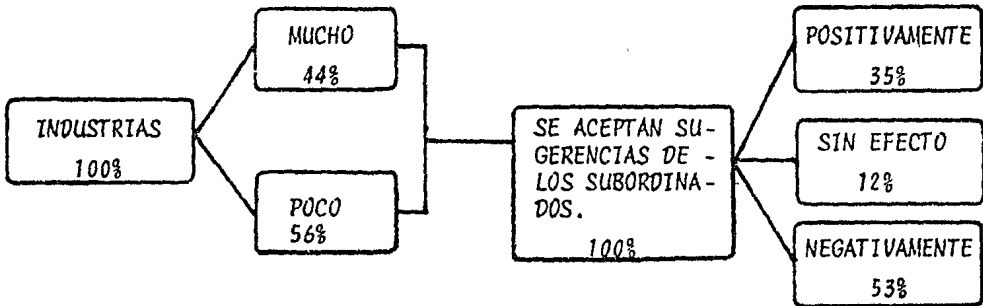 INDUSTRIAS
100%
MUCHO
44%
POCO
56%
SE ACEPTAN SU-
GERENCIAS DE -
LOS SUBORDINA-
DOS.
100%
POSITIVAMENTE
35%
SIN EFECTO
12%
NEGATIVAMENTE
53%